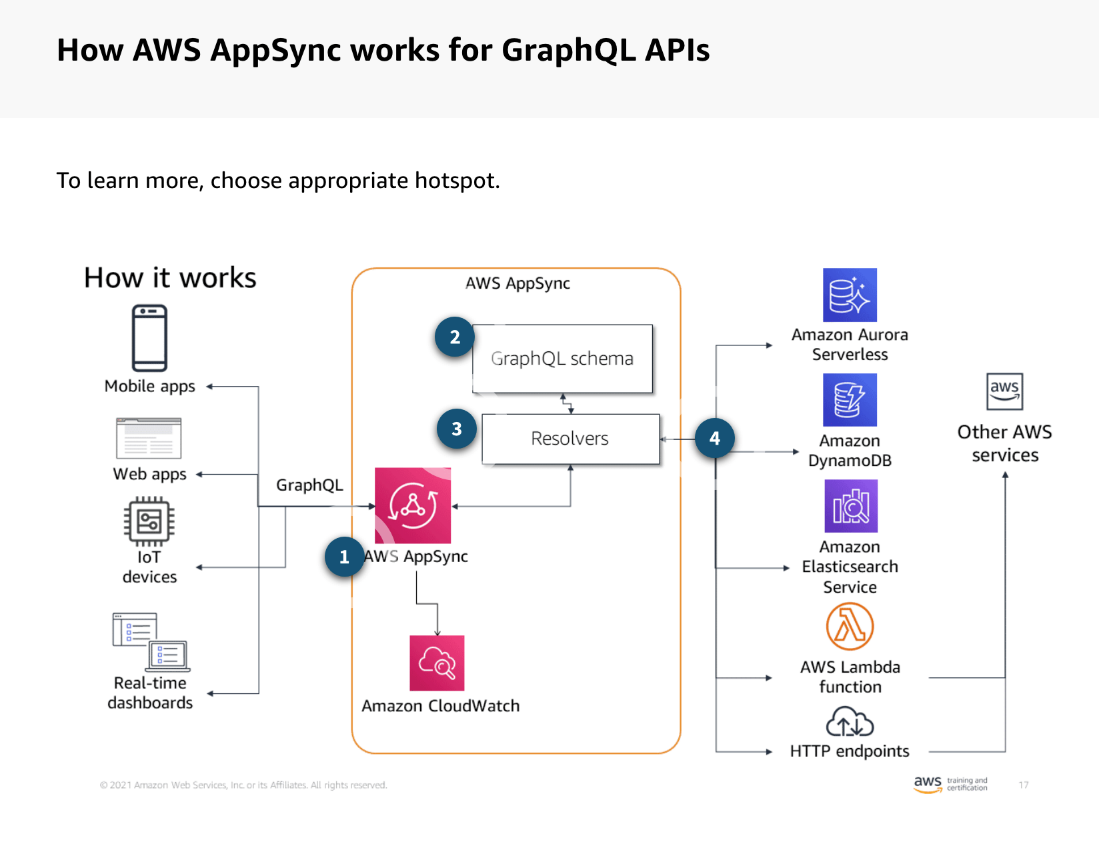 How AWS AppSync works for GraphQL APIs
To learn more, choose appropriate hotspot.
How it works
Mobile apps
Web apps
IoT
devices
Real-time
dashboards
GraphQL
AWS AppSync
2
GraphQL schema
3
Resolvers
1
AWS AppSync
Amazon CloudWatch
4
Amazon Aurora
Serverless
Amazon
DynamoDB
Amazon
Elasticsearch
Service
AWS Lambda
function
HTTP endpoints
aws
Other AWS
services
© 2021 Amazon Web Services, Inc. or its Affiliates. All rights reserved.
aws
training and
certification
17